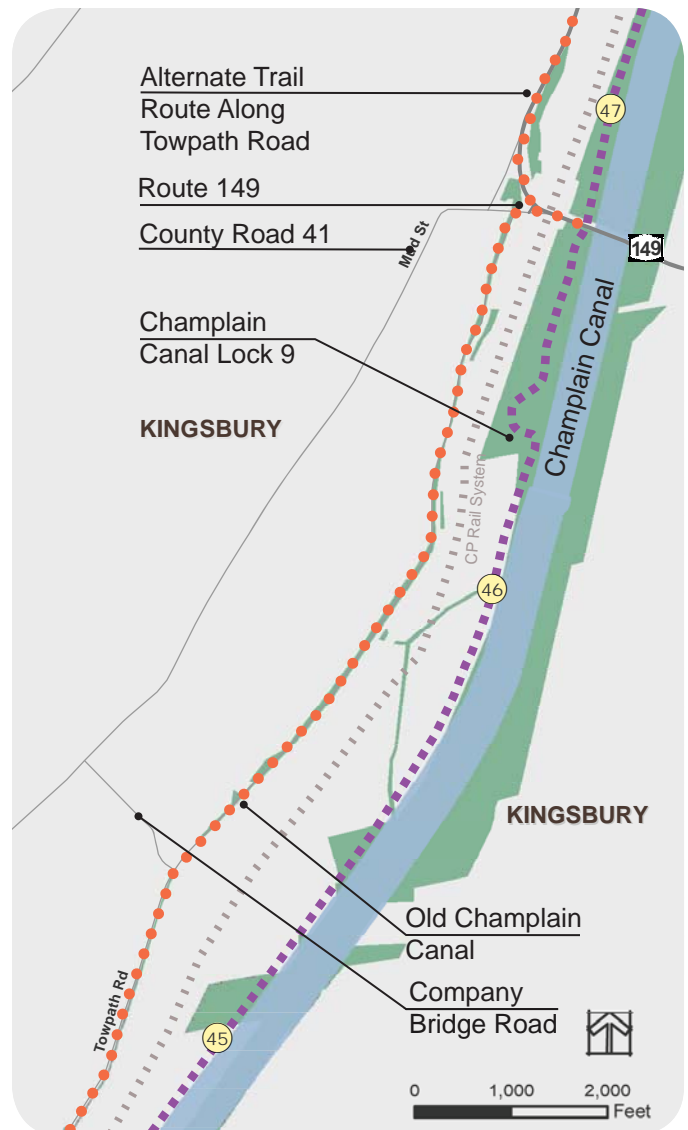 Alternate Trail
Route Along
Towpath Road
47
Route 149
County Road 41
Mud St
149
Champlain
Canal Lock 9
Champlain Canal
KINGSBURY
CP Rail System
46
KINGSBURY
Old Champlain
Canal
Company
Bridge Road
Towpath Rd
45
0 1,000 2,000
Feet